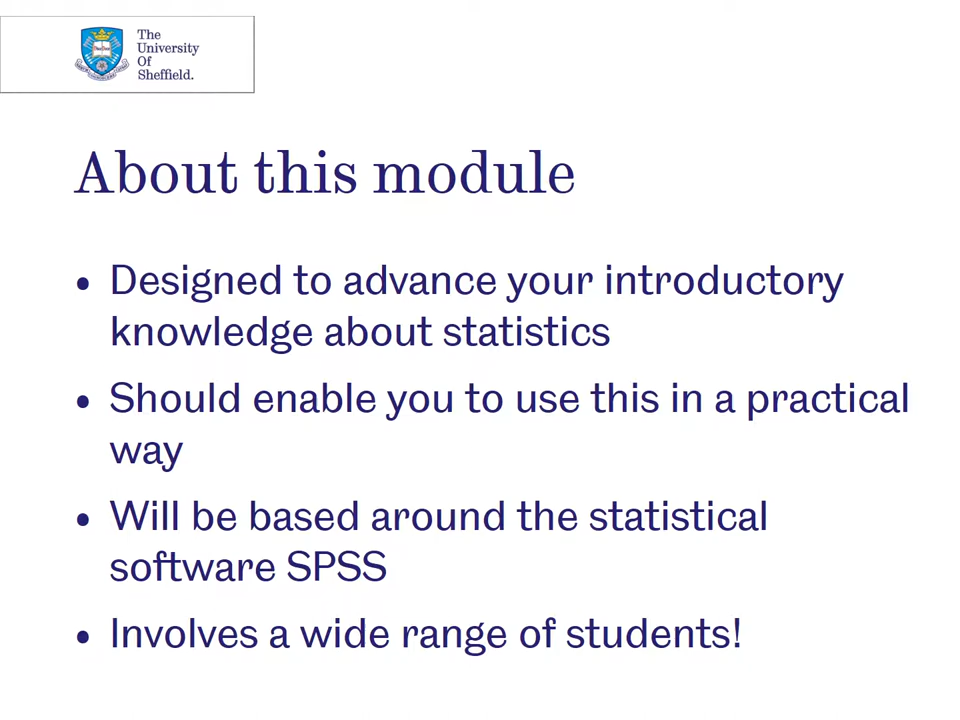 The
University
Of
Sheffield.
About this module
• Designed to advance your introductory
knowledge about statistics
• Should enable you to use this in a practical
way
• Will be based around the statistical
software SPSS
• Involves a wide range of students!